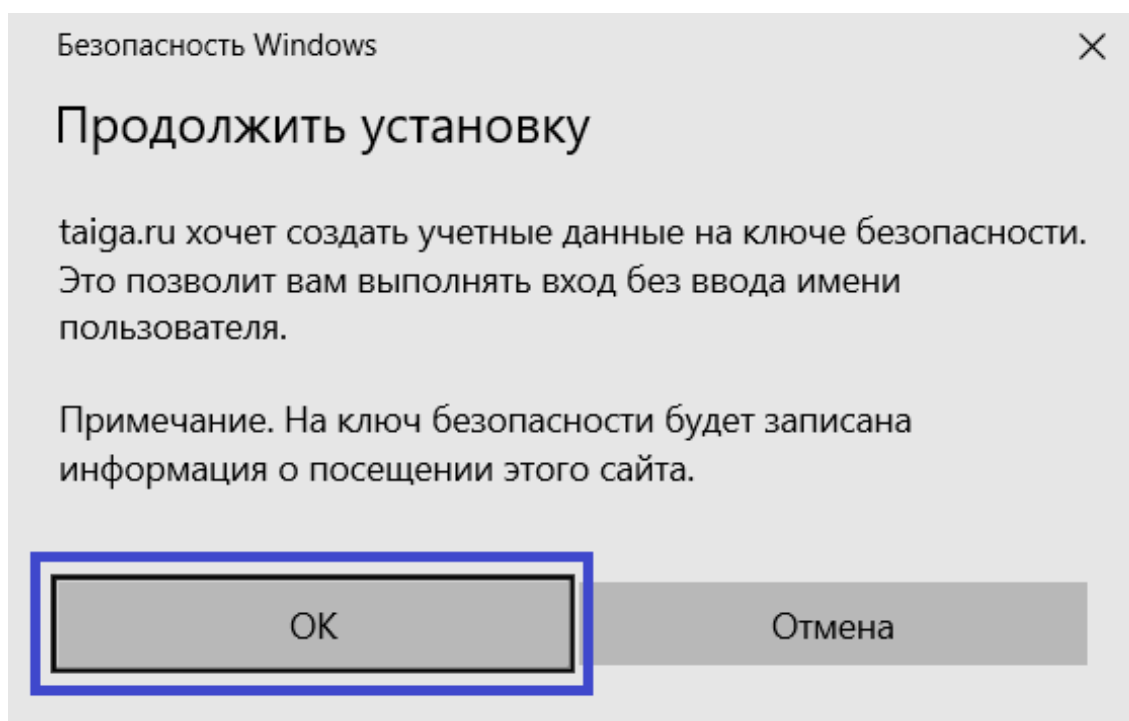 Безопасность Windows
Продолжить установку
taiga.ru хочет создать учетные данные на ключе безопасности.
Это позволит вам выполнять вход без ввода имени
пользователя.
Примечание. На ключ безопасности будет записана
информация о посещении этого сайта.
ОК
Отмена